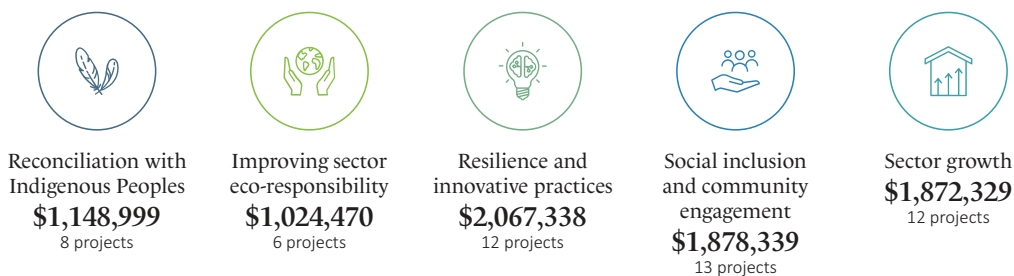 Reconciliation with
Indigenous Peoples
$1,148,999
8 projects
Improving sector
eco-responsibility
$1,024,470
6 projects
Resilience and
innovative practices
$2,067,338
12 projects
Social inclusion
and community
engagement
$1,878,339
13 projects
Sector growth
$1,872,329
12 projects